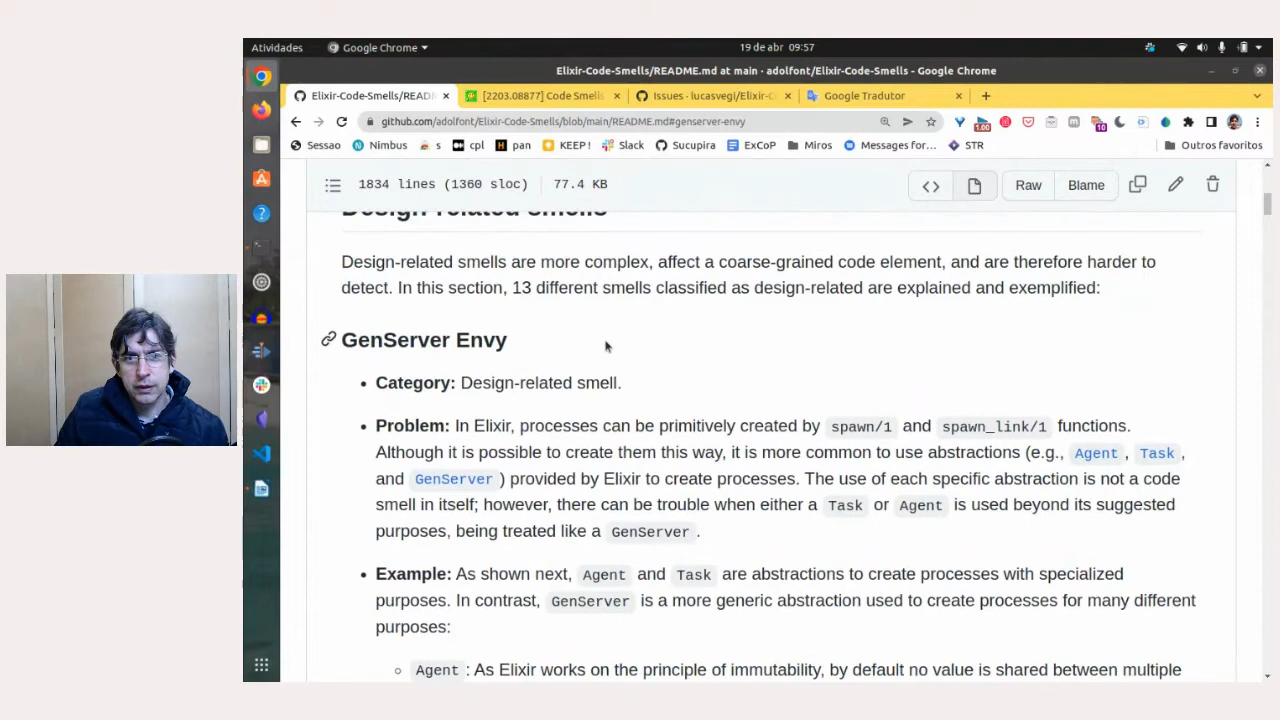 Atividades
Google Chrome
19 de abr 09:57
Elixir-Code-Smells/README.md at main · adolfont/Elixir-Code-Smells - Google Chrome
Elixir-Code-Smells/READM
[2203.08877] Code Smells
Issues · lucasvegi/Elixir-C
Google Tradutor
github.com/adolfont/Elixir-Code-Smells/blob/main/README.md#genserver-envy
1.00
10
Sessao
Nimbus
s
cpl
pan
KEEP!
Slack
Sucupira
ExCoP
Miros
Messages for...
STR
Outros favoritos
1834 lines (1360 sloc)
77.4 KB
Raw
Blame
Design-related smells
Design-related smells are more complex, affect a coarse-grained code element, and are therefore harder to
detect. In this section, 13 different smells classified as design-related are explained and exemplified:
GenServer Envy
• Category: Design-related smell.
• Problem: In Elixir, processes can be primitively created by spawn/1 and spawn_link/1 functions.
Although it is possible to create them this way, it is more common to use abstractions (e.g., Agent, Task,
and GenServer) provided by Elixir to create processes. The use of each specific abstraction is not a code
smell in itself; however, there can be trouble when either a Task or Agent is used beyond its suggested
purposes, being treated like a GenServer.
• Example: As shown next, Agent and Task are abstractions to create processes with specialized
purposes. In contrast, GenServer is a more generic abstraction used to create processes for many different
purposes:
◦ Agent: As Elixir works on the principle of immutability, by default no value is shared between multiple